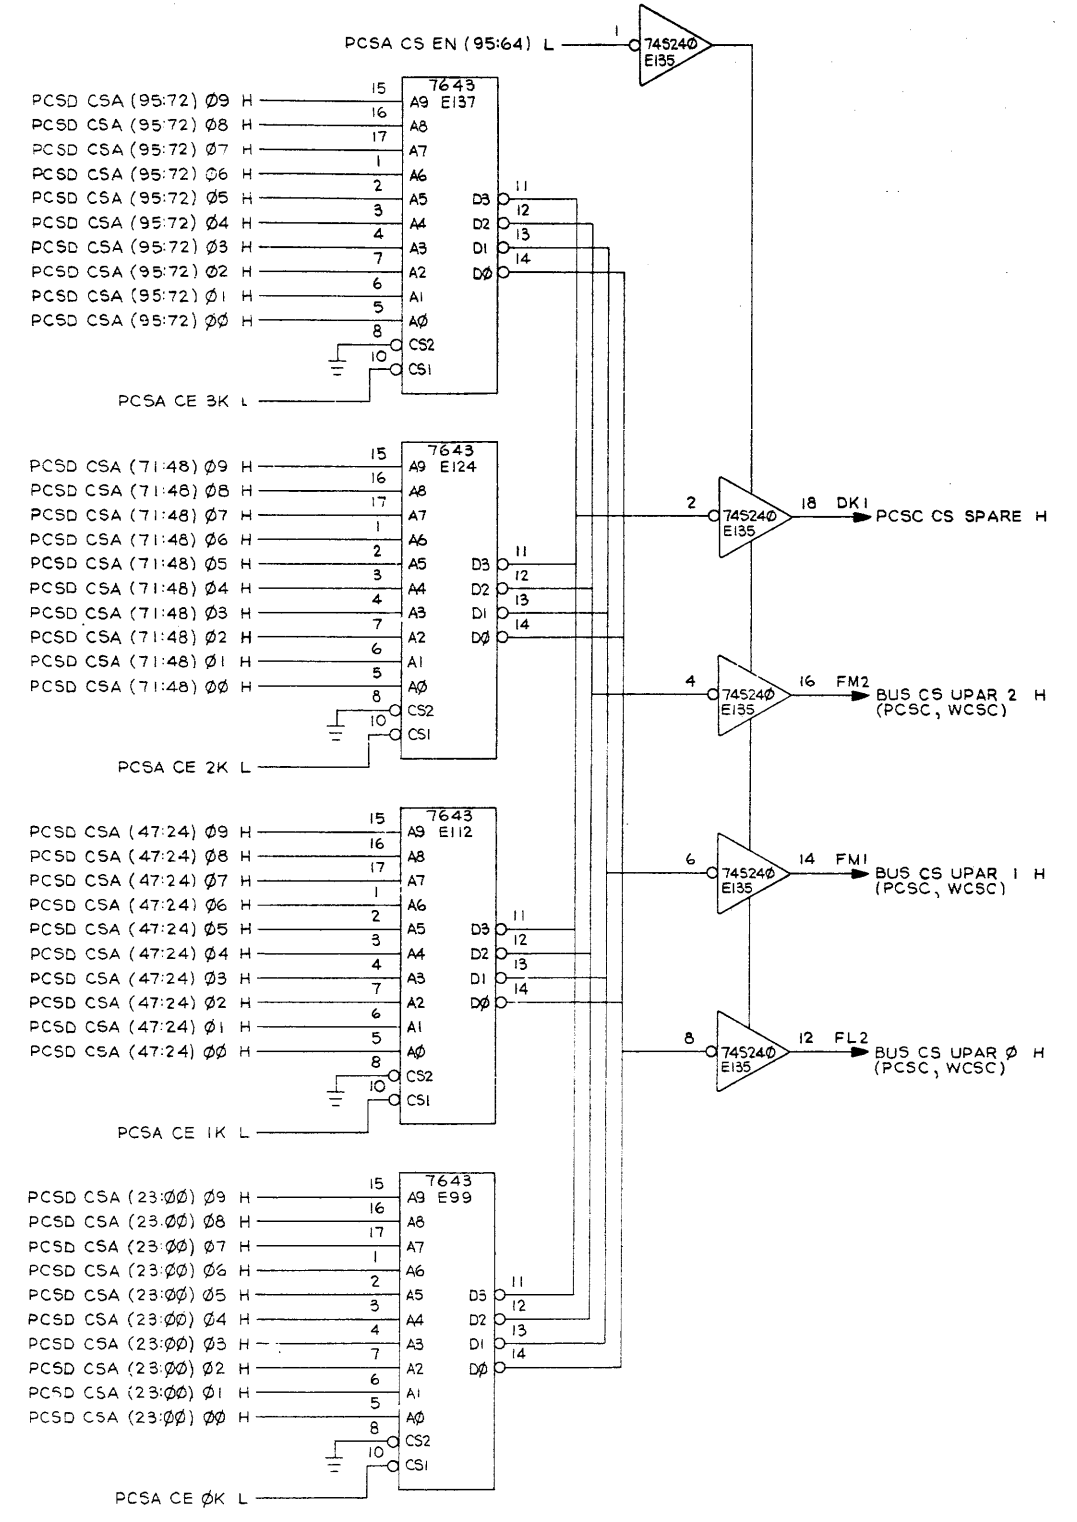 PCSA CS EN (95:64) L 1 74S24Ø
E135
7643
15 A9 E137
PCSD CSA (95:72) Ø9 H
PCSD CSA (95:72) Ø8 H 16 A8
PCSD CSA (95:72) Ø7 H 17 A7
PCSD CSA (95:72) Ø6 H 1 A6
PCSD CSA (95:72) Ø5 H 2 A5 D3 11
PCSD CSA (95:72) Ø4 H 3 A4 D2 12
PCSD CSA (95:72) Ø3 H 4 A3 D1 13
PCSD CSA (95:72) Ø2 H 7 A2 DØ 14
PCSD CSA (95:72) Ø1 H 6 A1
PCSD CSA (95:72) ØØ H 5 AØ
8 CS2
10 CS1
PCSA CE 3K L
7643
PCSD CSA (71:48) Ø9 H 15 A9 E124
PCSD CSA (71:48) Ø8 H 16 A8
PCSD CSA (71:48) Ø7 H 17 A7
PCSD CSA (71:48) Ø6 H 1 A6
PCSD CSA (71:48) Ø5 H 2 A5 D3 11
PCSD CSA (71:48) Ø4 H 3 A4 D2 12
PCSD CSA (71:48) Ø3 H 4 A3 D1 13
PCSD CSA (71:48) Ø2 H 7 A2 DØ 14
PCSD CSA (71:48) Ø1 H 6 A1
PCSD CSA (71:48) ØØ H 5 AØ
8 CS2
10 CS1
PCSA CE 2K L
7643
PCSD CSA (47:24) Ø9 H 15 A9 E112
PCSD CSA (47:24) Ø8 H 16 A8
PCSD CSA (47:24) Ø7 H 17 A7
PCSD CSA (47:24) Ø6 H 1 A6
PCSD CSA (47:24) Ø5 H 2 A5 D3 11
PCSD CSA (47:24) Ø4 H 3 A4 D2 12
PCSD CSA (47:24) Ø3 H 4 A3 D1 13
PCSD CSA (47:24) Ø2 H 7 A2 DØ 14
PCSD CSA (47:24) Ø1 H 6 A1
PCSD CSA (47:24) ØØ H 5 AØ
8 CS2
10 CS1
PCSA CE 1K L
7643
PCSD CSA (23:ØØ) Ø9 H 15 A9 E99
PCSD CSA (23:ØØ) Ø8 H 16 A8
PCSD CSA (23:ØØ) Ø7 H 17 A7
PCSD CSA (23:ØØ) Ø6 H 1 A6
PCSD CSA (23:ØØ) Ø5 H 2 A5 D3 11
PCSD CSA (23:ØØ) Ø4 H 3 A4 D2 12
PCSD CSA (23:ØØ) Ø3 H 4 A3 D1 13
PCSD CSA (23:ØØ) Ø2 H 7 A2 DØ 14
PCSD CSA (23:ØØ) Ø1 H 6 A1
PCSD CSA (23:ØØ) ØØ H 5 AØ
8 CS2
10 CS1
PCSA CE ØK L
2 74S24Ø 18 DK1 PCSC CS SPARE H
E135
4 74S24Ø 16 FM2 BUS CS UPAR 2 H
E135 (PCSC, WCSC)
6 74S24Ø 14 FM1 BUS CS UPAR 1 H
E135 (PCSC, WCSC)
8 74S24Ø 12 FL2 BUS CS UPAR Ø H
E135 (PCSC, WCSC)